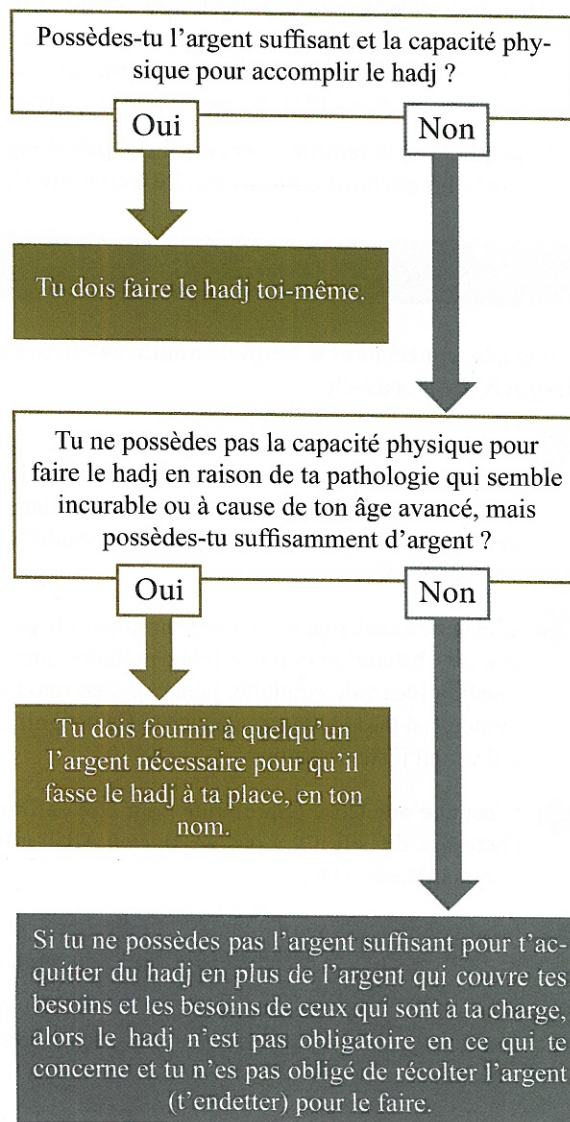 Possèdes-tu l'argent suffisant et la capacité phy-
sique pour accomplir le hadj ?
Oui
Non
Tu dois faire le hadj toi-même.
Tu ne possèdes pas la capacité physique pour
faire le hadj en raison de ta pathologie qui semble
incurable ou à cause de ton âge avancé, mais
possèdes-tu suffisamment d'argent ?
Oui
Non
Tu dois fournir à quelqu'un
l'argent nécessaire pour qu'il
fasse le hadj à ta place, en ton
nom.
Si tu ne possèdes pas l'argent suffisant pour t'ac-
quitter du hadj en plus de l'argent qui couvre tes
besoins et les besoins de ceux qui sont à ta charge,
alors le hadj n'est pas obligatoire en ce qui te
concerne et tu n'es pas obligé de récolter l'argent
(t'endetter) pour le faire.